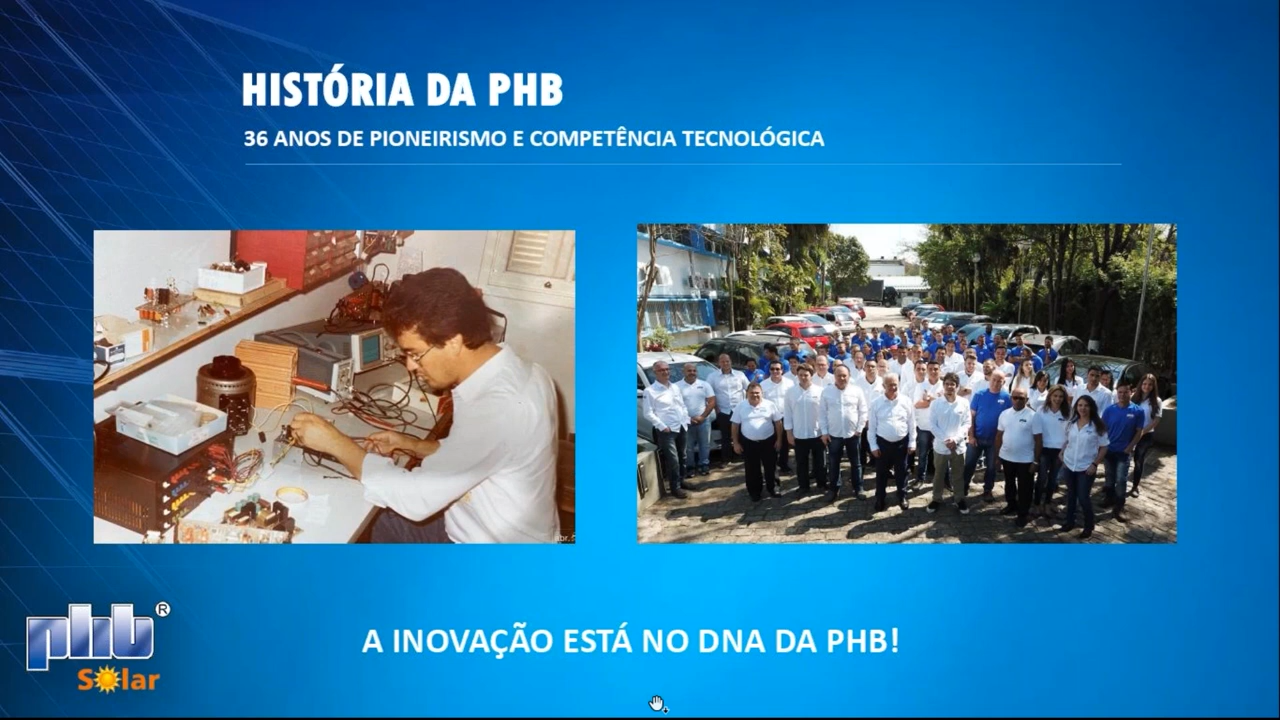 HISTÓRIA DA PHB
36 ANOS DE PIONEIRISMO E COMPETÊNCIA TECNOLÓGICA
phb®
Solar
A INOVAÇÃO ESTÁ NO DNA DA PHB!